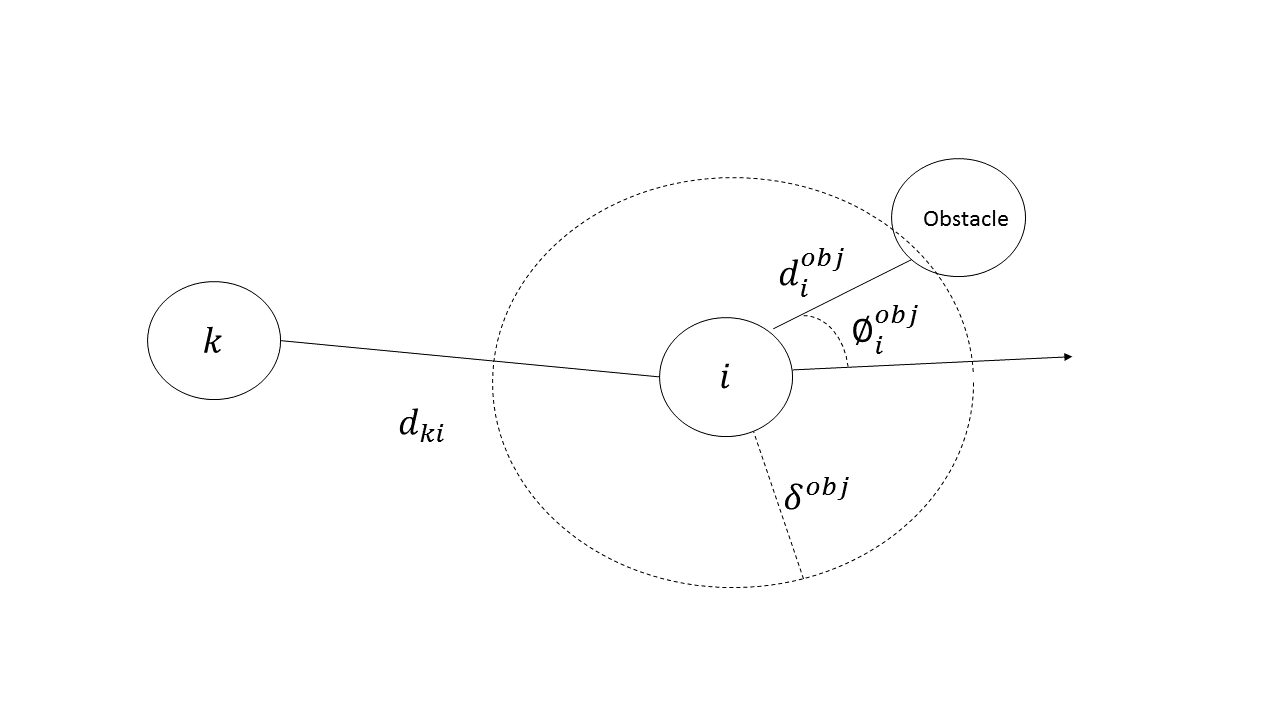 Obstacle
d_i^{obj}
∅_i^{obj}
k
i
d_{ki}
δ^{obj}